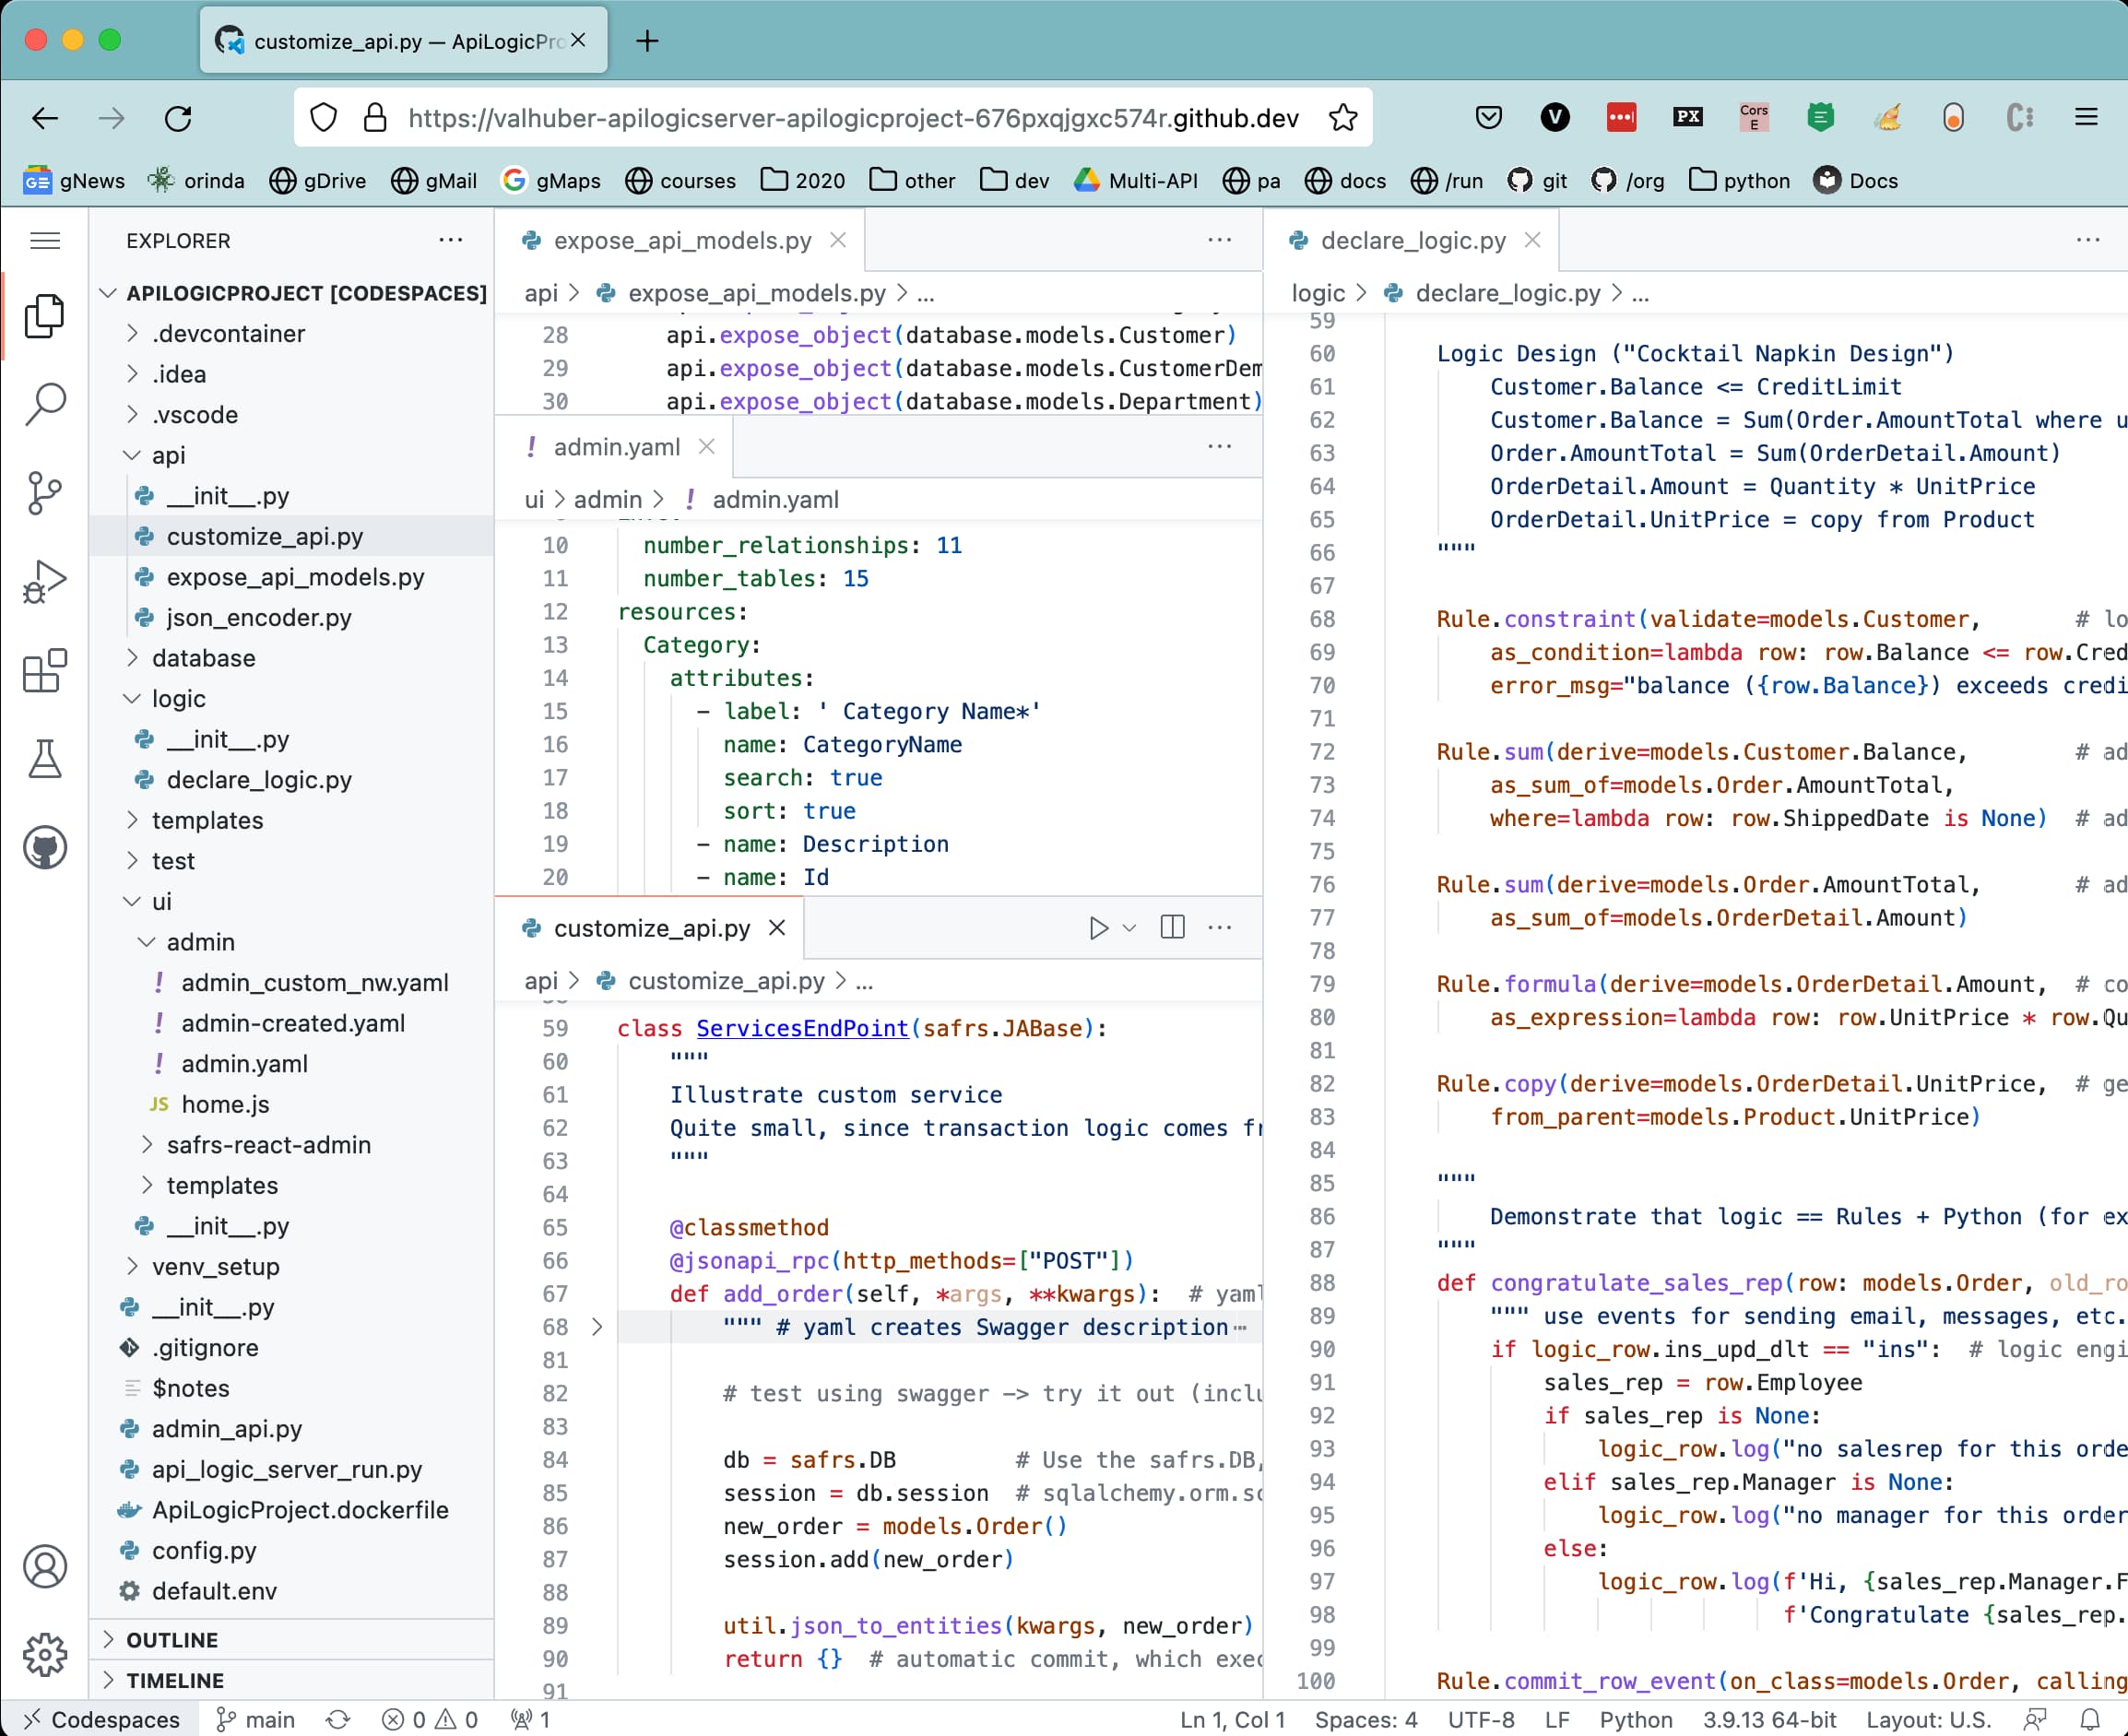 customize_api.py — ApiLogicPro
https://valhuber-apilogicserver-apilogicproject-676pxqjgxc574r.github.dev
V
PX
Cors
E
GE gNews
orinda
gDrive
gMail
gMaps
courses
2020
other
dev
Multi-API
pa
docs
/run
git
/org
python
Docs
EXPLORER
APILOGICPROJECT [CODESPACES]
.devcontainer
.idea
.vscode
api
__init__.py
customize_api.py
expose_api_models.py
json_encoder.py
database
logic
__init__.py
declare_logic.py
templates
test
ui
admin
! admin_custom_nw.yaml
! admin-created.yaml
! admin.yaml
JS home.js
safrs-react-admin
templates
__init__.py
venv_setup
__init__.py
.gitignore
$notes
admin_api.py
api_logic_server_run.py
ApiLogicProject.dockerfile
config.py
default.env
OUTLINE
TIMELINE
expose_api_models.py
api > expose_api_models.py > ...
28 api.expose_object(database.models.Customer)
29 api.expose_object(database.models.CustomerDem
30 api.expose_object(database.models.Department)
! admin.yaml
ui > admin > ! admin.yaml
10 number_relationships: 11
11 number_tables: 15
12 resources:
13 Category:
14 attributes:
15 - label: ' Category Name*'
16 name: CategoryName
17 search: true
18 sort: true
19 - name: Description
20 - name: Id
customize_api.py
api > customize_api.py > ...
59 class ServicesEndPoint(safrs.JABase):
60 """
61 Illustrate custom service
62 Quite small, since transaction logic comes fr
63 """
64
65 @classmethod
66 @jsonapi_rpc(http_methods=["POST"])
67 def add_order(self, *args, **kwargs): # yaml
68 """ # yaml creates Swagger description…
81
82 # test using swagger -> try it out (inclu
83
84 db = safrs.DB # Use the safrs.DB,
85 session = db.session # sqlalchemy.orm.sc
86 new_order = models.Order()
87 session.add(new_order)
88
89 util.json_to_entities(kwargs, new_order)
90 return {} # automatic commit, which exec
91
declare_logic.py
logic > declare_logic.py > ...
59
60 Logic Design ("Cocktail Napkin Design")
61 Customer.Balance <= CreditLimit
62 Customer.Balance = Sum(Order.AmountTotal where u
63 Order.AmountTotal = Sum(OrderDetail.Amount)
64 OrderDetail.Amount = Quantity * UnitPrice
65 OrderDetail.UnitPrice = copy from Product
66 """
67
68 Rule.constraint(validate=models.Customer, # lo
69 as_condition=lambda row: row.Balance <= row.Cred
70 error_msg="balance ({row.Balance}) exceeds credi
71
72 Rule.sum(derive=models.Customer.Balance, # ad
73 as_sum_of=models.Order.AmountTotal,
74 where=lambda row: row.ShippedDate is None) # ad
75
76 Rule.sum(derive=models.Order.AmountTotal, # ad
77 as_sum_of=models.OrderDetail.Amount)
78
79 Rule.formula(derive=models.OrderDetail.Amount, # co
80 as_expression=lambda row: row.UnitPrice * row.Qu
81
82 Rule.copy(derive=models.OrderDetail.UnitPrice, # ge
83 from_parent=models.Product.UnitPrice)
84
85 """
86 Demonstrate that logic == Rules + Python (for ex
87 """
88 def congratulate_sales_rep(row: models.Order, old_ro
89 """ use events for sending email, messages, etc.
90 if logic_row.ins_upd_dlt == "ins": # logic engi
91 sales_rep = row.Employee
92 if sales_rep is None:
93 logic_row.log("no salesrep for this orde
94 elif sales_rep.Manager is None:
95 logic_row.log("no manager for this order
96 else:
97 logic_row.log(f'Hi, {sales_rep.Manager.F
98 f'Congratulate {sales_rep.
99
100 Rule.commit_row_event(on_class=models.Order, calling
Codespaces
main
0
0
1
Ln 1, Col 1
Spaces: 4
UTF-8
LF
Python
3.9.13 64-bit
Layout: U.S.